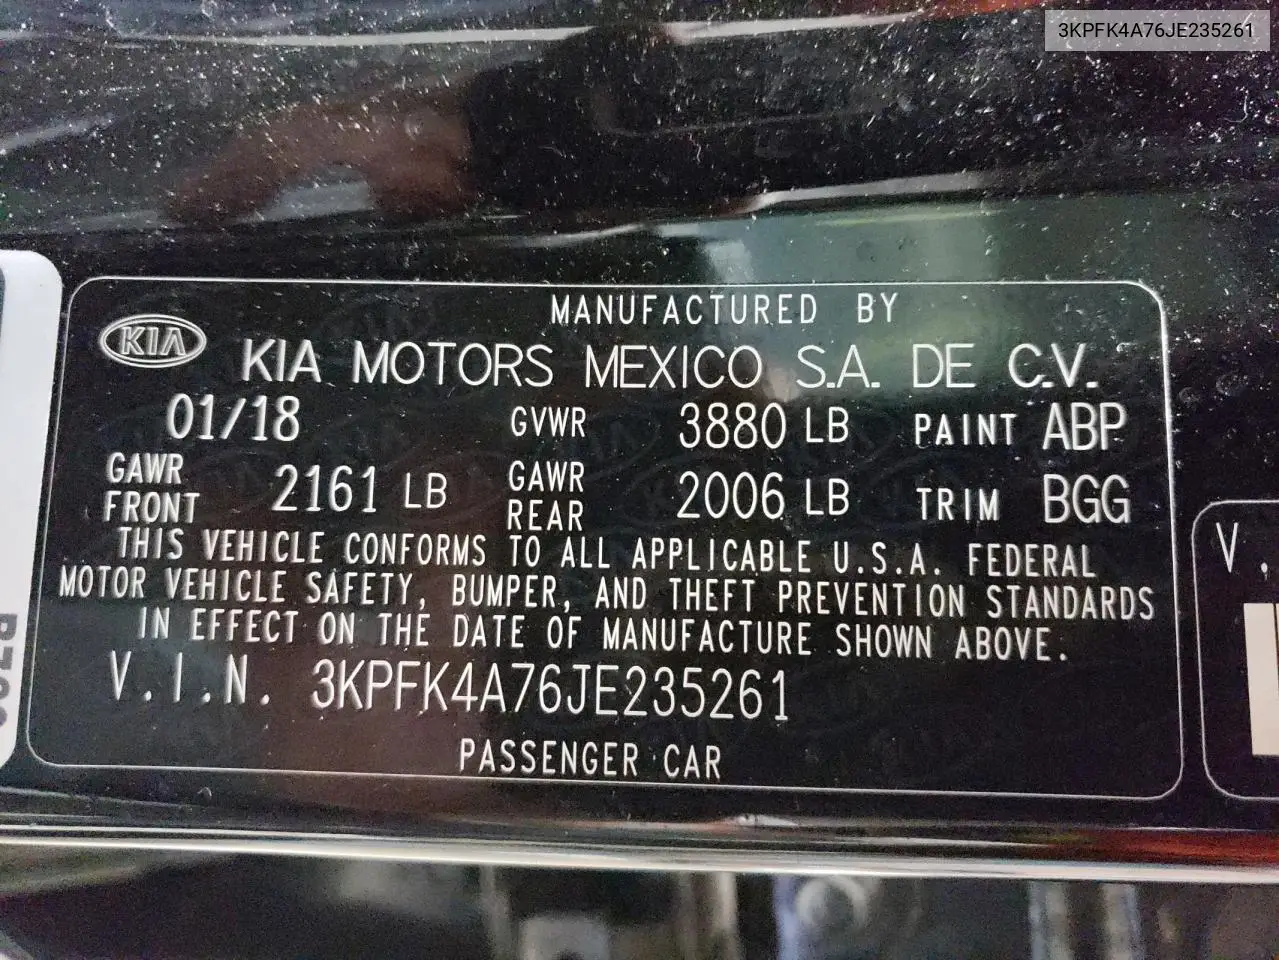 3KPFK4A76JE235261
MANUFACTURED BY
KIA
KIA MOTORS MEXICO S.A. DE C.V.
01/18 GVWR 3880 LB PAINT ABP
GAWR FRONT 2161 LB GAWR REAR 2006 LB TRIM BGG
THIS VEHICLE CONFORMS TO ALL APPLICABLE U.S.A. FEDERAL
MOTOR VEHICLE SAFETY, BUMPER, AND THEFT PREVENTION STANDARDS
IN EFFECT ON THE DATE OF MANUFACTURE SHOWN ABOVE.
V.I.N. 3KPFK4A76JE235261
PASSENGER CAR
V.